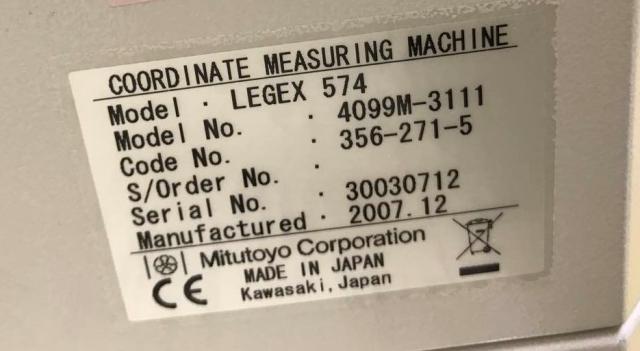 COORDINATE MEASURING MACHINE
Model · LEGEX 574
Model No. · 4099M-3111
Code No. · 356-271-5
S/Order No. ·
Serial No. · 30030712
Manufactured · 2007.12
Mitutoyo Corporation
MADE IN JAPAN
CE Kawasaki, Japan